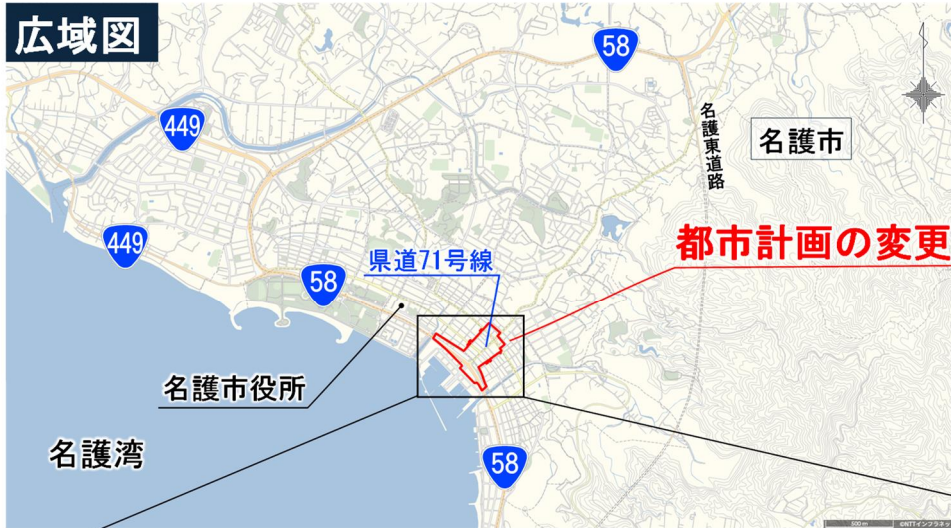 広域図
58
449
名護東道路
名護市
449
県道71号線
都市計画の変更
58
名護市役所
名護湾
58
500 m
©NTTインフラネット